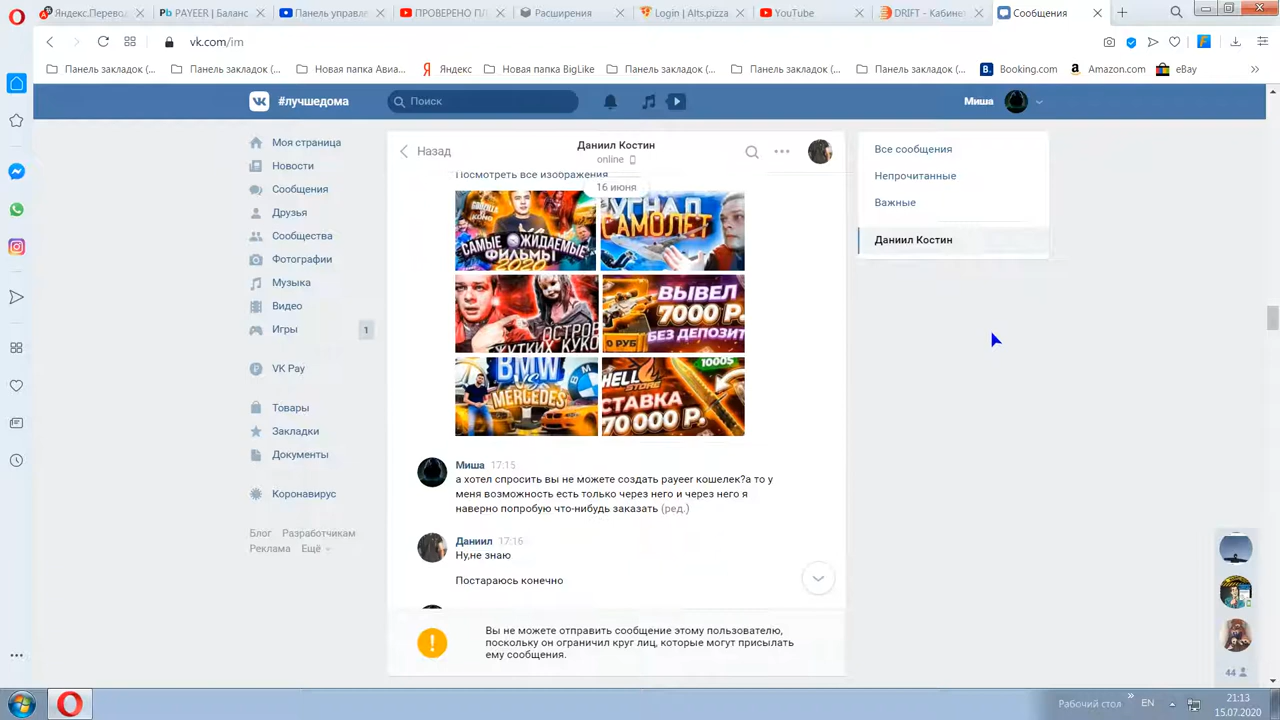 Яндекс.Перевод
PAYEER | Баланс
Панель управл
ПРОВЕРЕНО П/
Расширения
Login | Alts.pizza
YouTube
DRIFT - Кабинет
Сообщения
vk.com/im
Панель закладок (...
Панель закладок (...
Новая папка Авиа...
Яндекс
Новая папка BigLike
Панель закладок (...
Панель закладок (...
Панель закладок (...
Booking.com
Amazon.com
eBay
#лучшедома
Поиск
Миша
Моя страница
Новости
Сообщения
Друзья
Сообщества
Фотографии
Музыка
Видео
Игры
1
VK Pay
Товары
Закладки
Документы
Коронавирус
Блог Разработчикам
Реклама Ещё
Назад
Даниил Костин
online
Посмотреть все изображения
16 июня
САМЫЕ ОЖИДАЕМЫЕ
ФИЛЬМЫ
2020
УГНАЛ
САМОЛЕТ
ОСТРОВ
ЖУТКИХ КУКО
ВЫВЕЛ
7000 Р.
БЕЗ ДЕПОЗИТ
0 РУБ
BMW
VS
MERCEDES
1000$
HELL
STORE
СТАВКА
70 000 Р.
Миша 17:15
а хотел спросить вы не можете создать payeer кошелек?а то у
меня возможность есть только через него и через него я
наверно попробую что-нибудь заказать (ред.)
Даниил 17:16
Ну,не знаю
Постараюсь конечно
Вы не можете отправить сообщение этому пользователю,
поскольку он ограничил круг лиц, которые могут присылать
ему сообщения.
Все сообщения
Непрочитанные
Важные
Даниил Костин
44
Рабочий стол
EN
21:13
15.07.2020